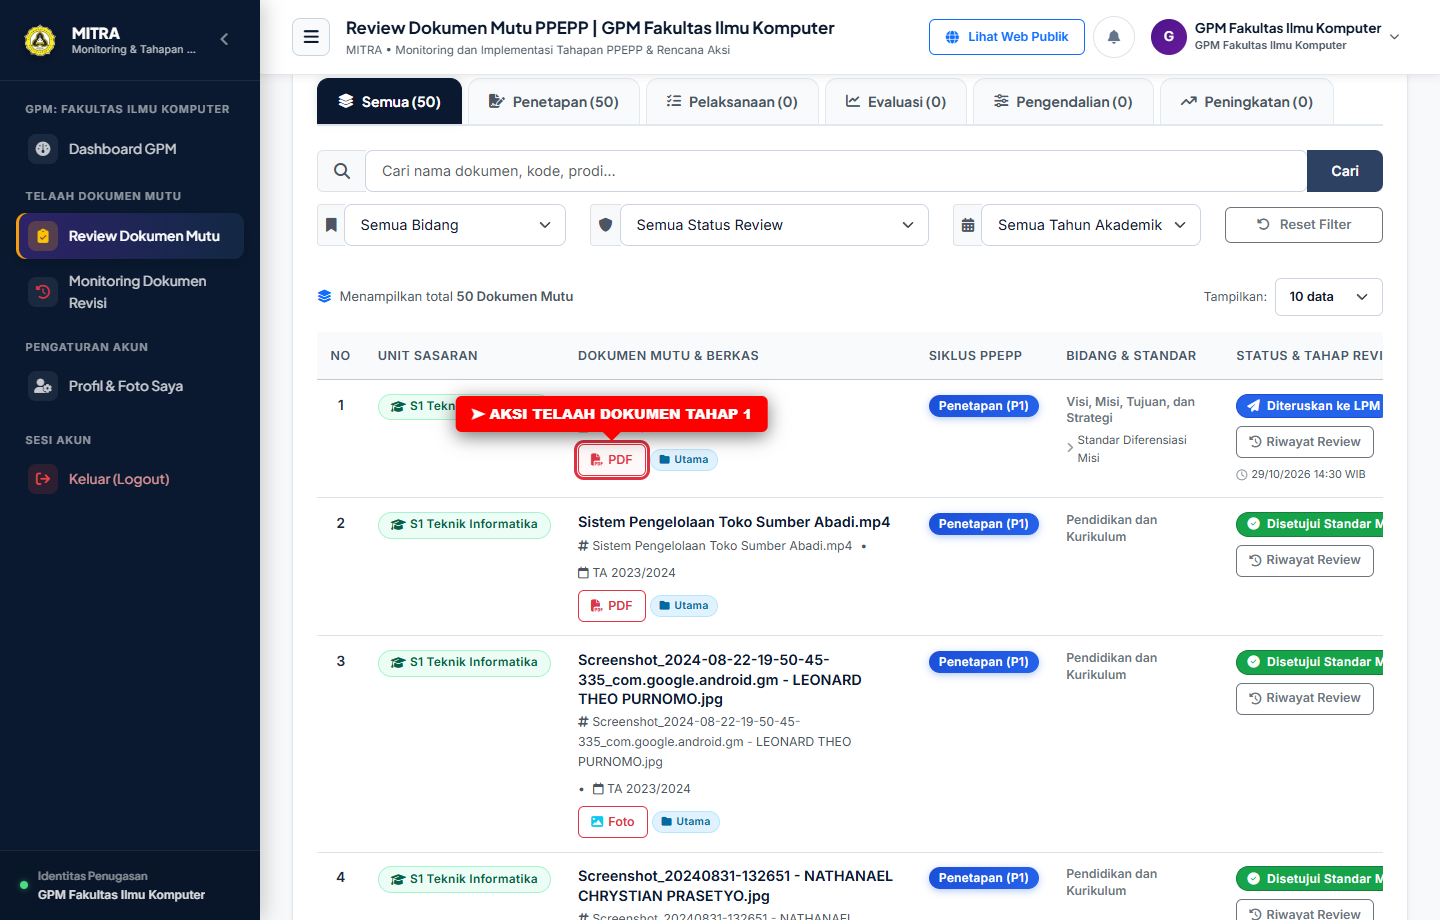 MITRA
Monitoring & Tahapan ...
GPM: FAKULTAS ILMU KOMPUTER
Dashboard GPM
TELAAH DOKUMEN MUTU
Review Dokumen Mutu
Monitoring Dokumen
Revisi
PENGATURAN AKUN
Profil & Foto Saya
SESI AKUN
Keluar (Logout)
Identitas Penugasan
GPM Fakultas Ilmu Komputer
Review Dokumen Mutu PPEPP | GPM Fakultas Ilmu Komputer
MITRA • Monitoring dan Implementasi Tahapan PPEPP & Rencana Aksi
Lihat Web Publik
G
GPM Fakultas Ilmu Komputer
GPM Fakultas Ilmu Komputer
Semua (50)
Penetapan (50)
Pelaksanaan (0)
Evaluasi (0)
Pengendalian (0)
Peningkatan (0)
Cari nama dokumen, kode, prodi...
Cari
Semua Bidang
Semua Status Review
Semua Tahun Akademik
Reset Filter
Menampilkan total 50 Dokumen Mutu
Tampilkan:
10 data
NO
UNIT SASARAN
DOKUMEN MUTU & BERKAS
SIKLUS PPEPP
BIDANG & STANDAR
STATUS & TAHAP REVI
1
S1 Tekn
➤ AKSI TELAAH DOKUMEN TAHAP 1
PDF
Utama
Penetapan (P1)
Visi, Misi, Tujuan, dan
Strategi
Standar Diferensiasi
Misi
Diteruskan ke LPM
Riwayat Review
29/10/2026 14:30 WIB
2
S1 Teknik Informatika
Sistem Pengelolaan Toko Sumber Abadi.mp4
# Sistem Pengelolaan Toko Sumber Abadi.mp4 •
TA 2023/2024
PDF
Utama
Penetapan (P1)
Pendidikan dan
Kurikulum
Disetujui Standar M
Riwayat Review
3
S1 Teknik Informatika
Screenshot_2024-08-22-19-50-45-
335_com.google.android.gm - LEONARD
THEO PURNOMO.jpg
# Screenshot_2024-08-22-19-50-45-
335_com.google.android.gm - LEONARD THEO
PURNOMO.jpg
• TA 2023/2024
Foto
Utama
Penetapan (P1)
Pendidikan dan
Kurikulum
Disetujui Standar M
Riwayat Review
4
S1 Teknik Informatika
Screenshot_20240831-132651 - NATHANAEL
CHRYSTIAN PRASETYO.jpg
# Screenshot_20240831-132651 - NATHANAEL
Penetapan (P1)
Pendidikan dan
Kurikulum
Disetujui Standar M
Riwayat Review